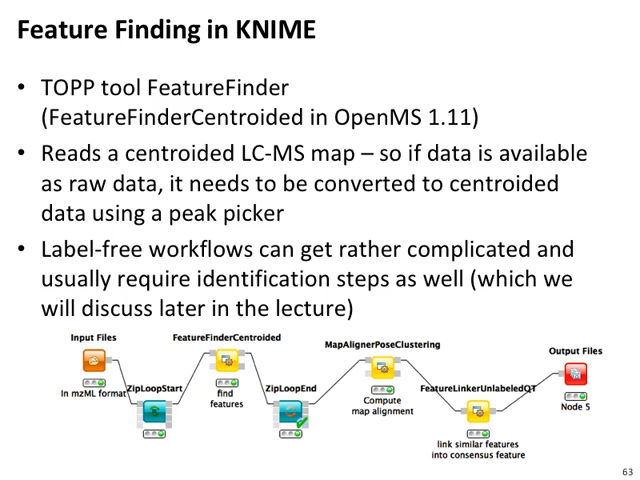 Feature Finding in KNIME
• TOPP tool FeatureFinder
(FeatureFinderCentroided in OpenMS 1.11)
• Reads a centroided LC-MS map – so if data is available
as raw data, it needs to be converted to centroided
data using a peak picker
• Label-free workflows can get rather complicated and
usually require identification steps as well (which we
will discuss later in the lecture)
Input Files
In mzML format
ZipLoopStart
FeatureFinderCentroided
find
features
ZipLoopEnd
MapAlignerPoseClustering
Compute
map alignment
FeatureLinkerUnlabeledQT
link similar features
into consensus feature
Output Files
Node 5
63